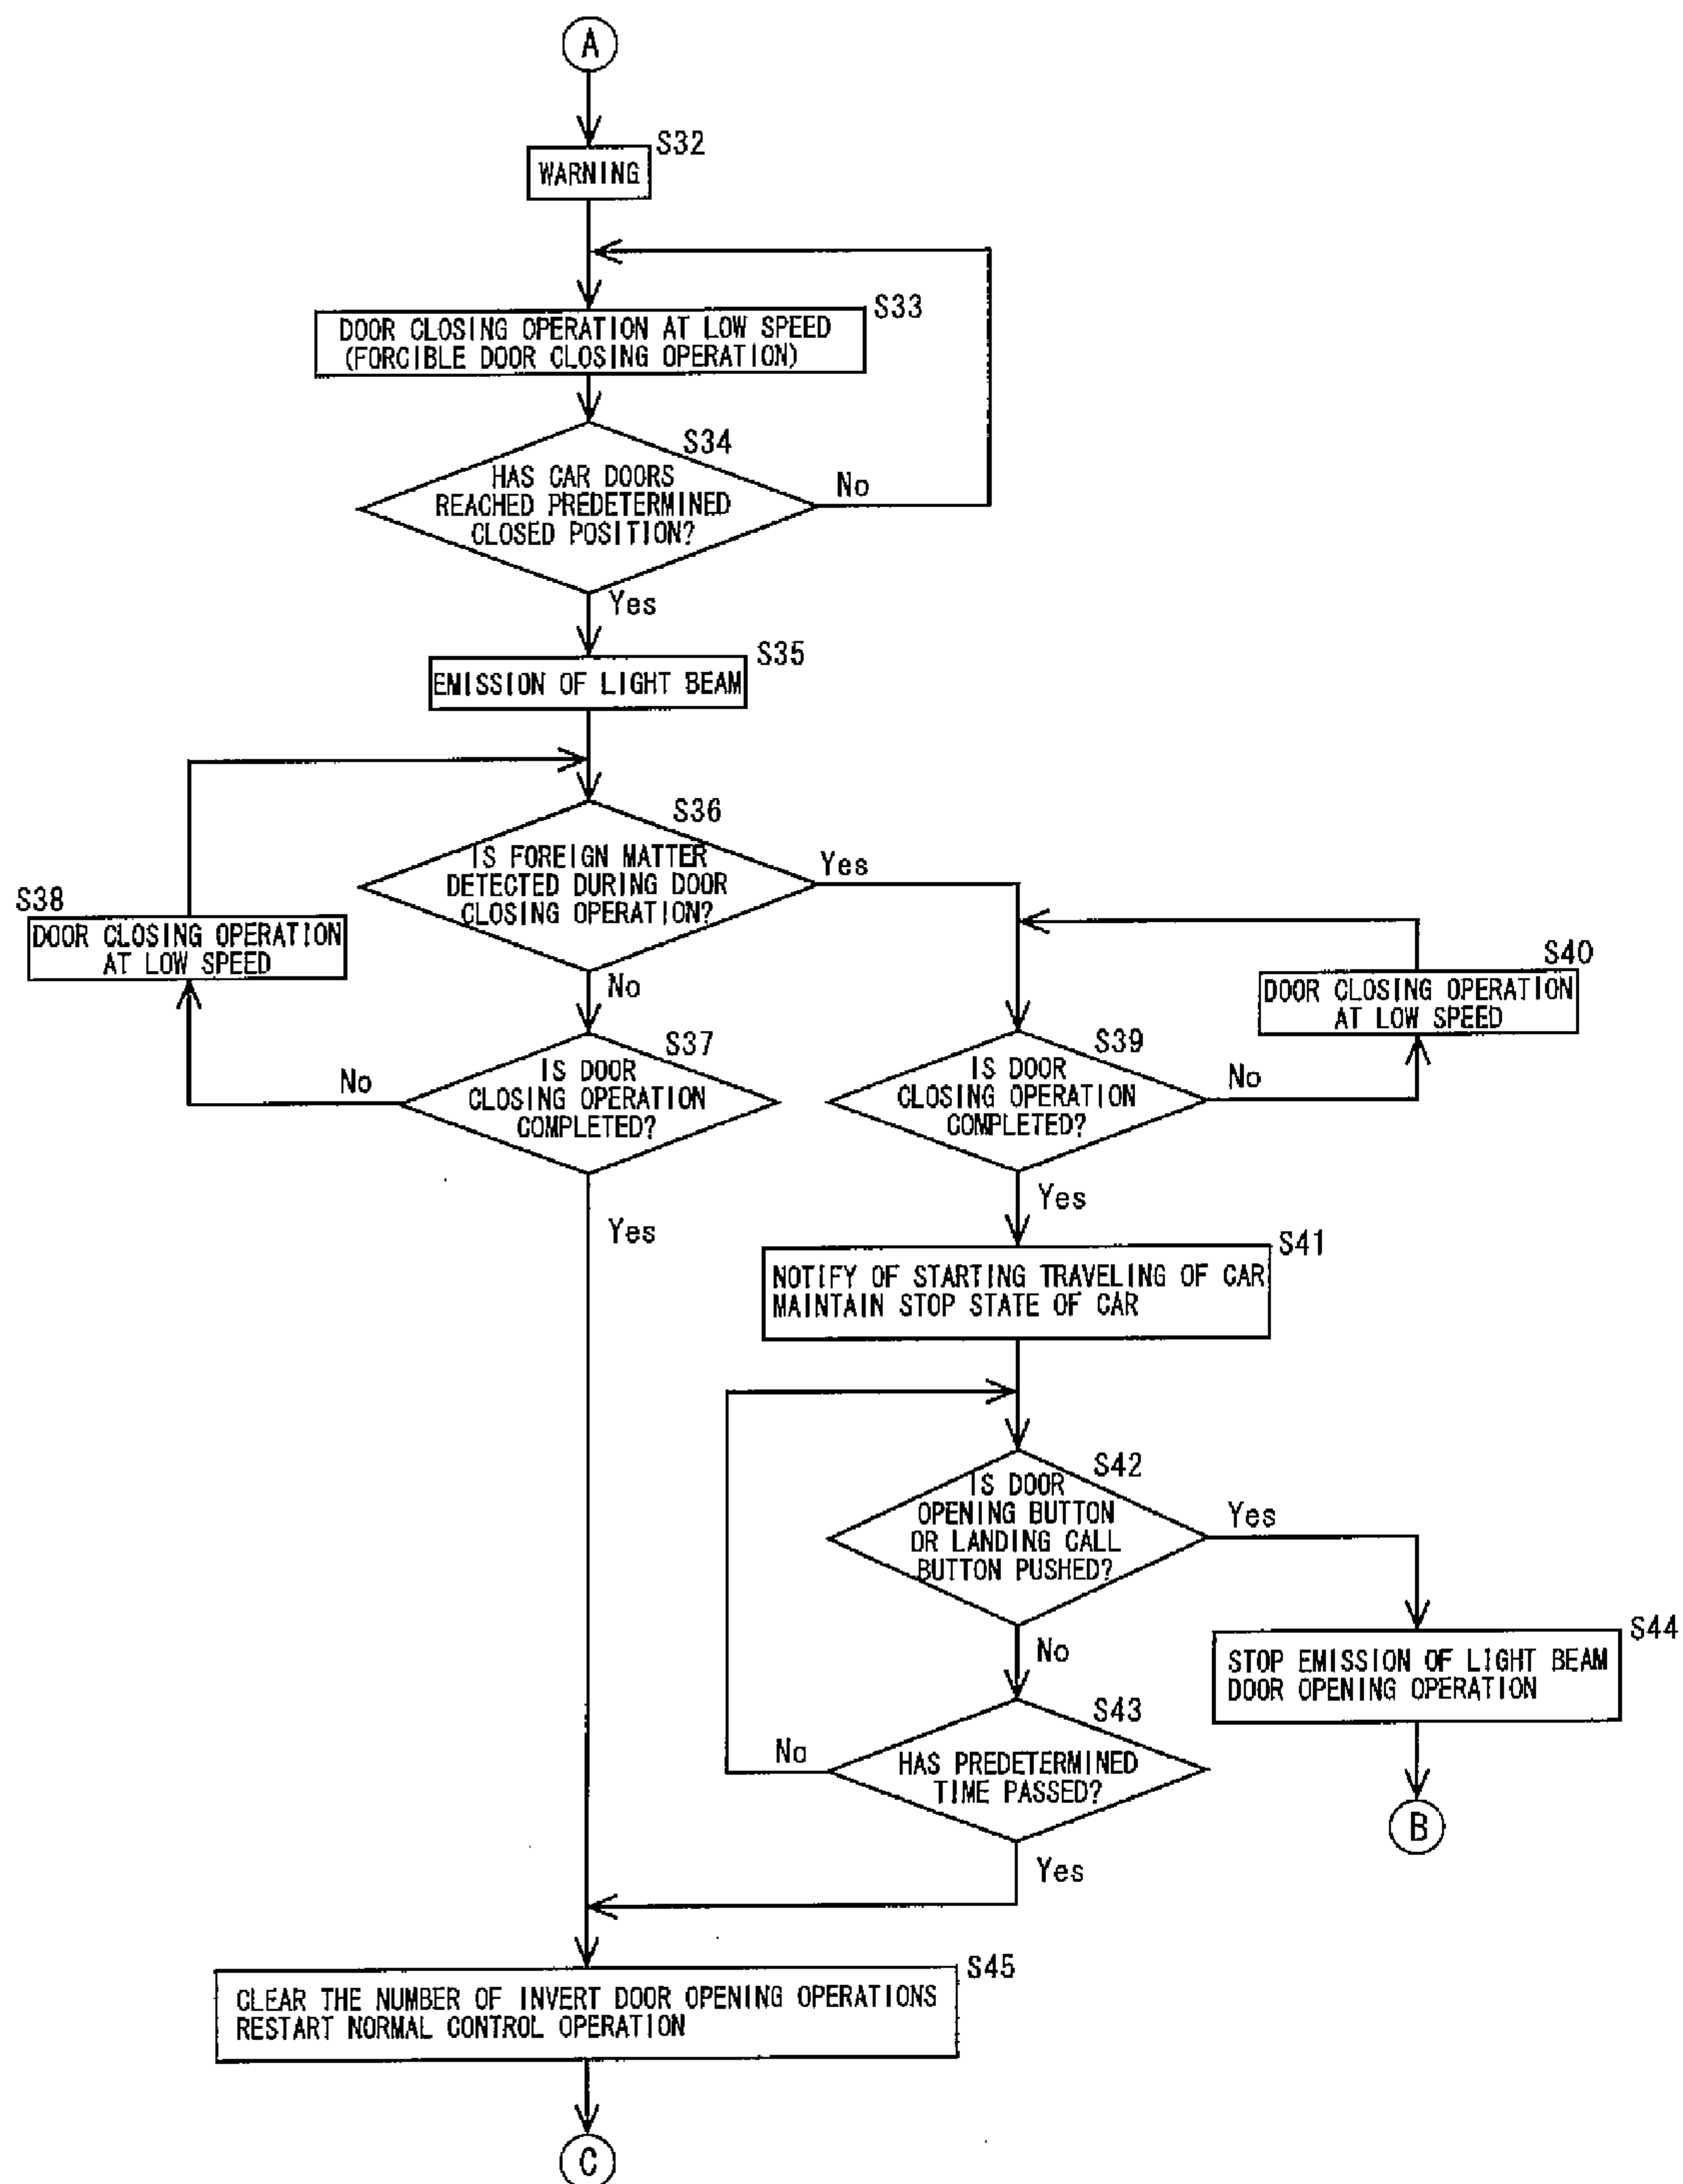 A
S32
WARNING
S33
DOOR CLOSING OPERATION AT LOW SPEED
(FORCIBLE DOOR CLOSING OPERATION)
S34
HAS CAR DOORS
REACHED PREDETERMINED
CLOSED POSITION?
No
Yes
S35
EMISSION OF LIGHT BEAM
S36
IS FOREIGN MATTER
DETECTED DURING DOOR
CLOSING OPERATION?
Yes
No
S38
DOOR CLOSING OPERATION
AT LOW SPEED
S37
IS DOOR
CLOSING OPERATION
COMPLETED?
No
Yes
S40
DOOR CLOSING OPERATION
AT LOW SPEED
S39
IS DOOR
CLOSING OPERATION
COMPLETED?
No
Yes
S41
NOTIFY OF STARTING TRAVELING OF CAR
MAINTAIN STOP STATE OF CAR
S42
IS DOOR
OPENING BUTTON
OR LANDING CALL
BUTTON PUSHED?
Yes
No
S44
STOP EMISSION OF LIGHT BEAM
DOOR OPENING OPERATION
B
S43
HAS PREDETERMINED
TIME PASSED?
No
Yes
S45
CLEAR THE NUMBER OF INVERT DOOR OPENING OPERATIONS
RESTART NORMAL CONTROL OPERATION
C